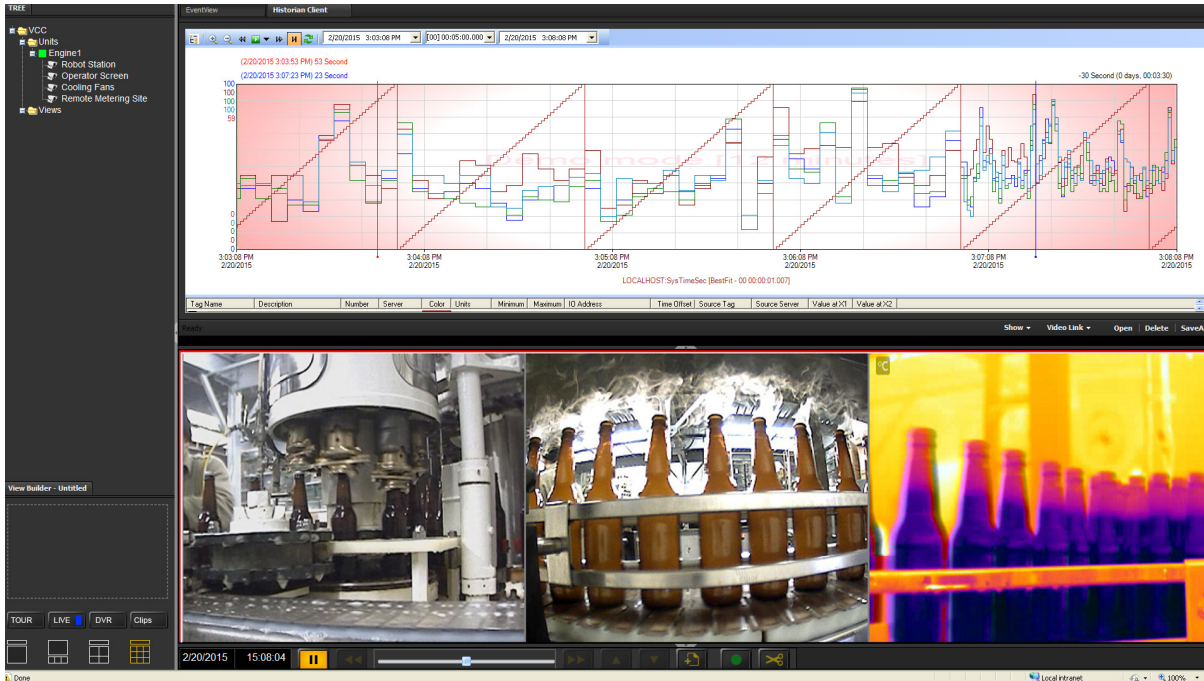 TREE
VCC
Units
Engine1
Robot Station
Operator Screen
Cooling Fans
Remote Metering Site
Views
EventView
Historian Client
2/20/2015 3:03:08 PM
[00] 00:05:00.000
2/20/2015 3:08:08 PM
(2/20/2015 3:03:53 PM) 53 Second
(2/20/2015 3:07:23 PM) 23 Second
-30 Second (0 days, 00:03:30)
100
100
100
100
59
Demo mode [12 minutes]
0
0
0
0
0
3:03:08 PM 3:04:08 PM 3:05:08 PM 3:06:08 PM 3:07:08 PM 3:08:08 PM
2/20/2015 2/20/2015 2/20/2015 2/20/2015 2/20/2015 2/20/2015
LOCALHOST:SysTimeSec [BestFit - 00 00:00:01.007]
Tag Name Description Number Server Color Units Minimum Maximum IO Address Time Offset Source Tag Source Server Value at X1 Value at X2
Ready
Show Video Link Open Delete SaveA
°C
View Builder - Untitled
TOUR LIVE DVR Clips
2/20/2015 15:08:04
Done
Local intranet
100%